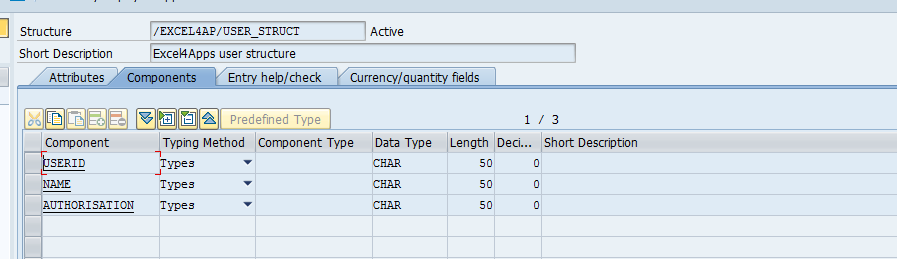 Structure /EXCEL4AP/USER_STRUCT Active
Short Description Excel4Apps user structure
Attributes Components Entry help/check Currency/quantity fields
Predefined Type 1 / 3
Component Typing Method Component Type Data Type Length Deci... Short Description
USERID Types CHAR 50 0
NAME Types CHAR 50 0
AUTHORISATION Types CHAR 50 0